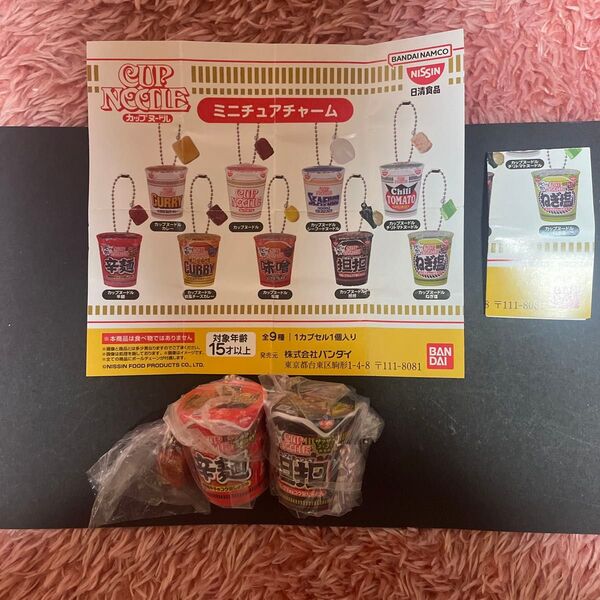 CUP
NOODLE
カップヌードル
ミニチュアチャーム
BANDAI NAMCO
NISSIN
日清食品
CURRY
CUP
NOODLE
SEAFOOD
Chili
TOMATO
カップヌードル
カレー
カップヌードル
カップヌードル
シーフードヌードル
カップヌードル
チリトマトヌードル
辛麺
CURRY
味噌
担担
ねぎ塩
カップヌードル
辛麺
カップヌードル
欧風チーズカレー
カップヌードル
味噌
カップヌードル
担担
カップヌードル
ねぎ塩
※本商品は食べ物ではありません
対象年齢
15才以上
全9種｜1カプセル1個入り
発売元
株式会社バンダイ
東京都台東区駒形1-4-8 〒111-8081
BAN
DAI
©NISSIN FOOD PRODUCTS CO., LTD.
カップヌードル
チリトマトヌードル
ねぎ塩
8 〒111-8081
辛麺
担担